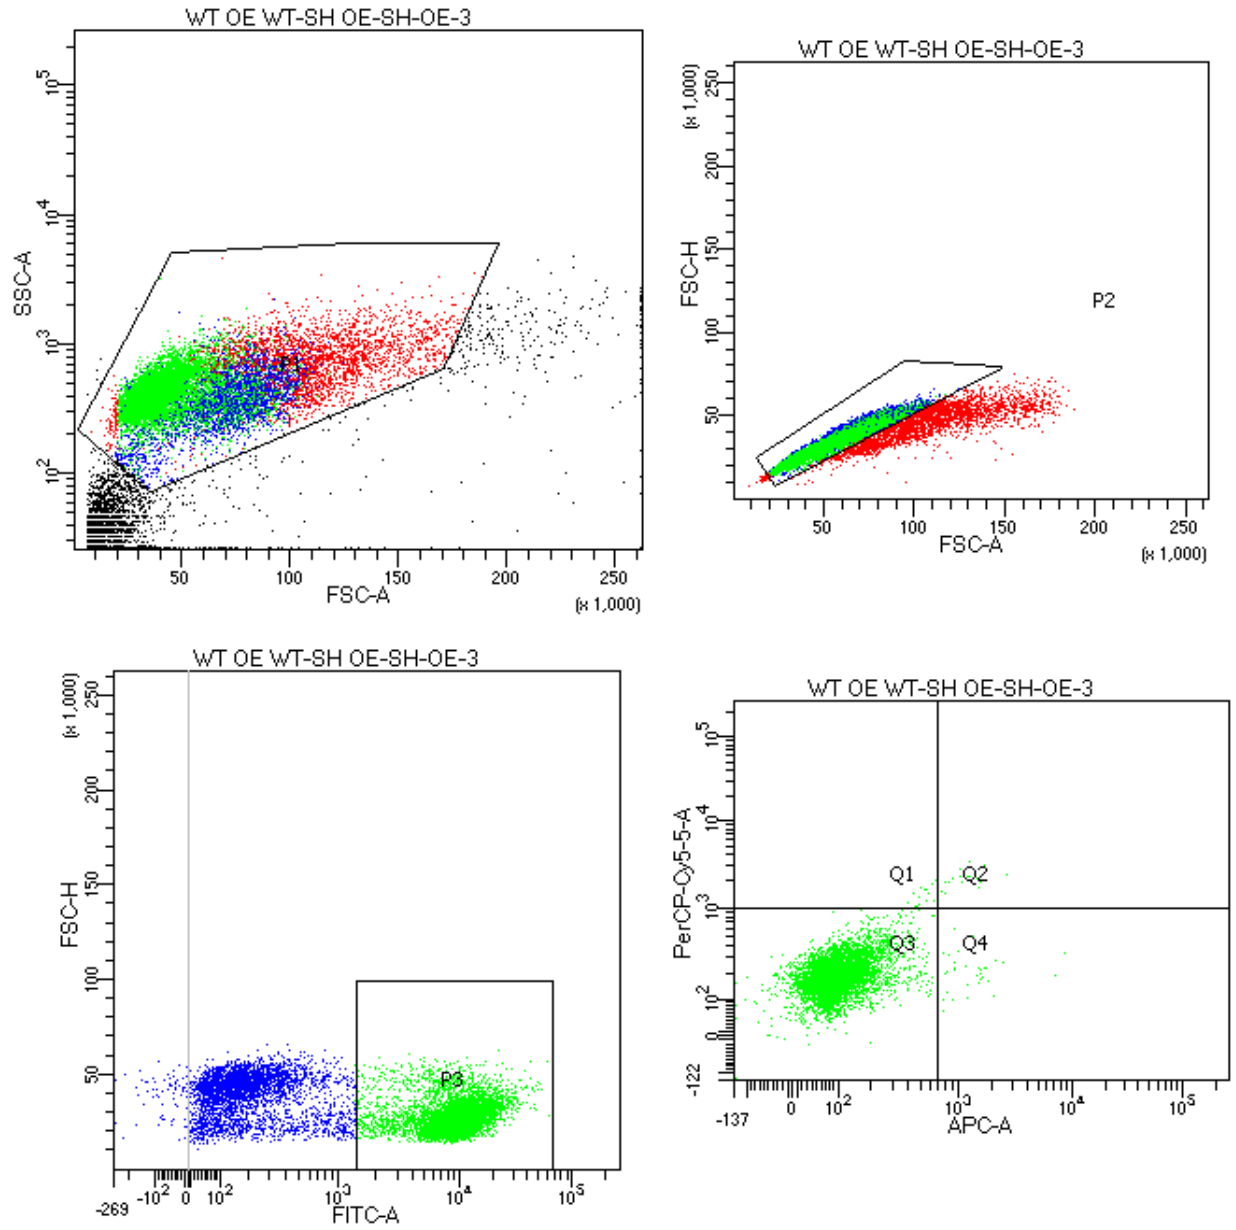 WT OE WT-SH OE-SH-OE-3
SSC-A
10^5
10^4
10^3
10^2
P1
50 100 150 200 250
FSC-A
(x 1,000)
WT OE WT-SH OE-SH-OE-3
(x 1,000)
FSC-H
250
200
150
100
50
P2
50 100 150 200 250
FSC-A
(x 1,000)
WT OE WT-SH OE-SH-OE-3
(x 1,000)
FSC-H
250
200
150
100
50
P3
-269 -10^2 0 10^2 10^3 10^4 10^5
FITC-A
WT OE WT-SH OE-SH-OE-3
PerCP-Cy5-5-A
10^5
10^4
10^3
10^2
0
-122
Q1 Q2
Q3 Q4
-137 0 10^2 10^3 10^4 10^5
APC-A